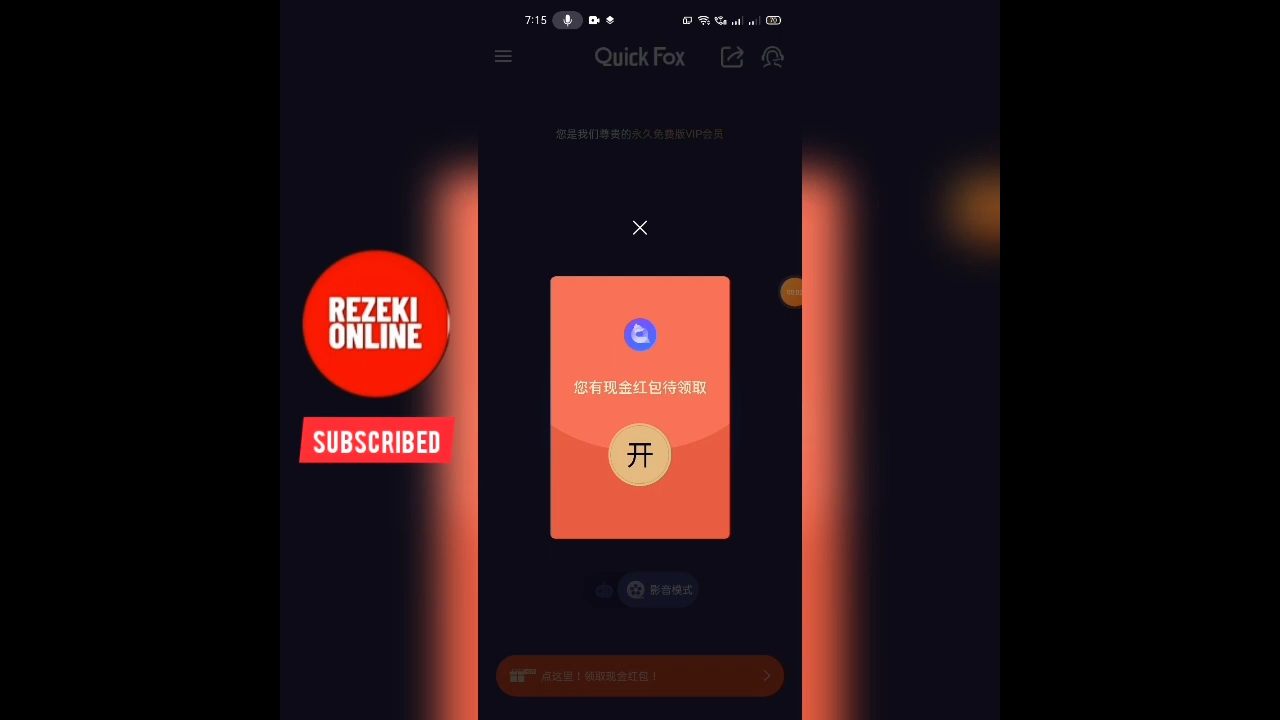 7:15
70
Quick Fox
您是我们尊贵的永久免费版VIP会员
REZEKI
ONLINE
您有现金红包待领取
SUBSCRIBED
开
影音模式
点这里！领取现金红包！